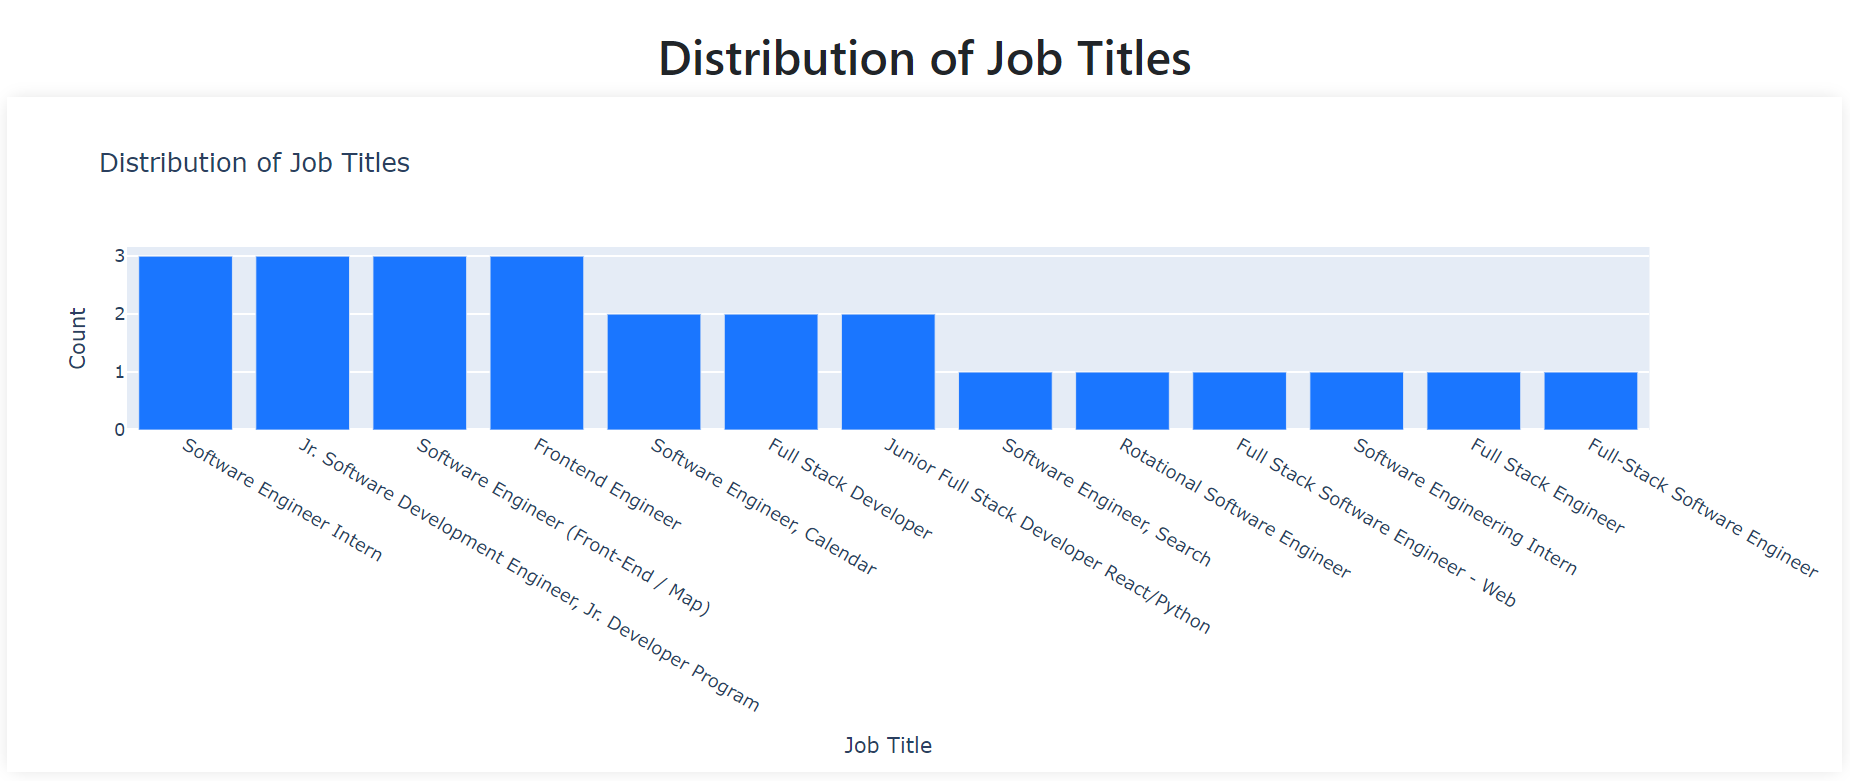 Distribution of Job Titles
Distribution of Job Titles
3
2
1
0
Count
Software Engineer Intern
Jr. Software Development Engineer, Jr. Developer Program
Software Engineer (Front-End / Map)
Frontend Engineer
Software Engineer, Calendar
Full Stack Developer
Junior Full Stack Developer React/Python
Software Engineer, Search
Rotational Software Engineer
Full Stack Software Engineer - Web
Software Engineering Intern
Full Stack Engineer
Full-Stack Software Engineer
Job Title